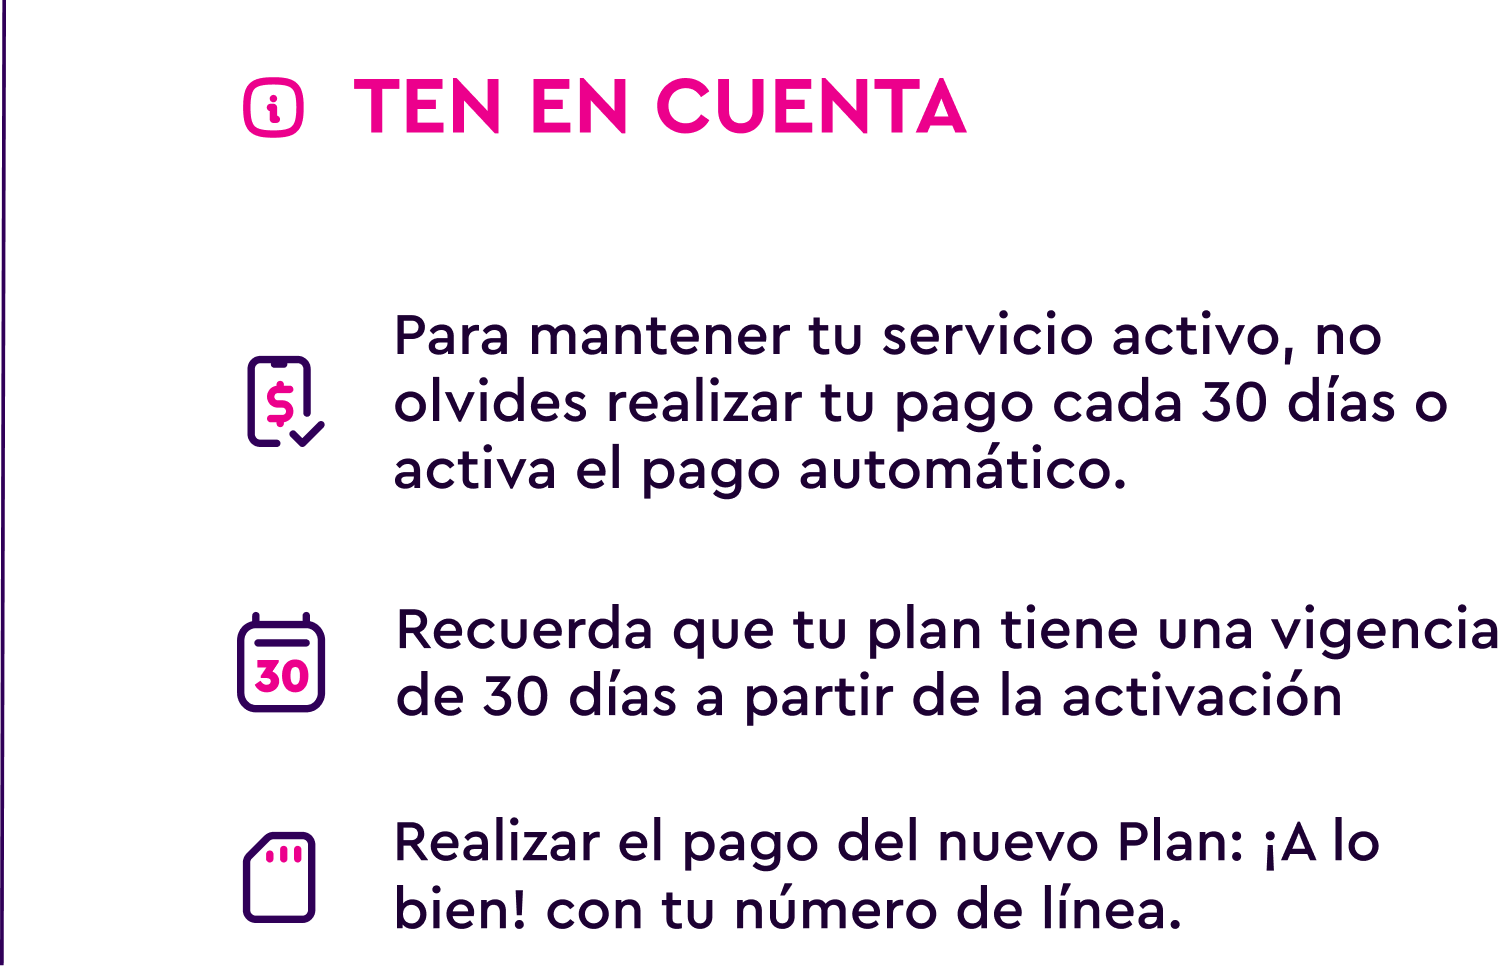 TEN EN CUENTA
Para mantener tu servicio activo, no
olvides realizar tu pago cada 30 días o
activa el pago automático.
30
Recuerda que tu plan tiene una vigencia
de 30 días a partir de la activación
Realizar el pago del nuevo Plan: ¡A lo
bien! con tu número de línea.